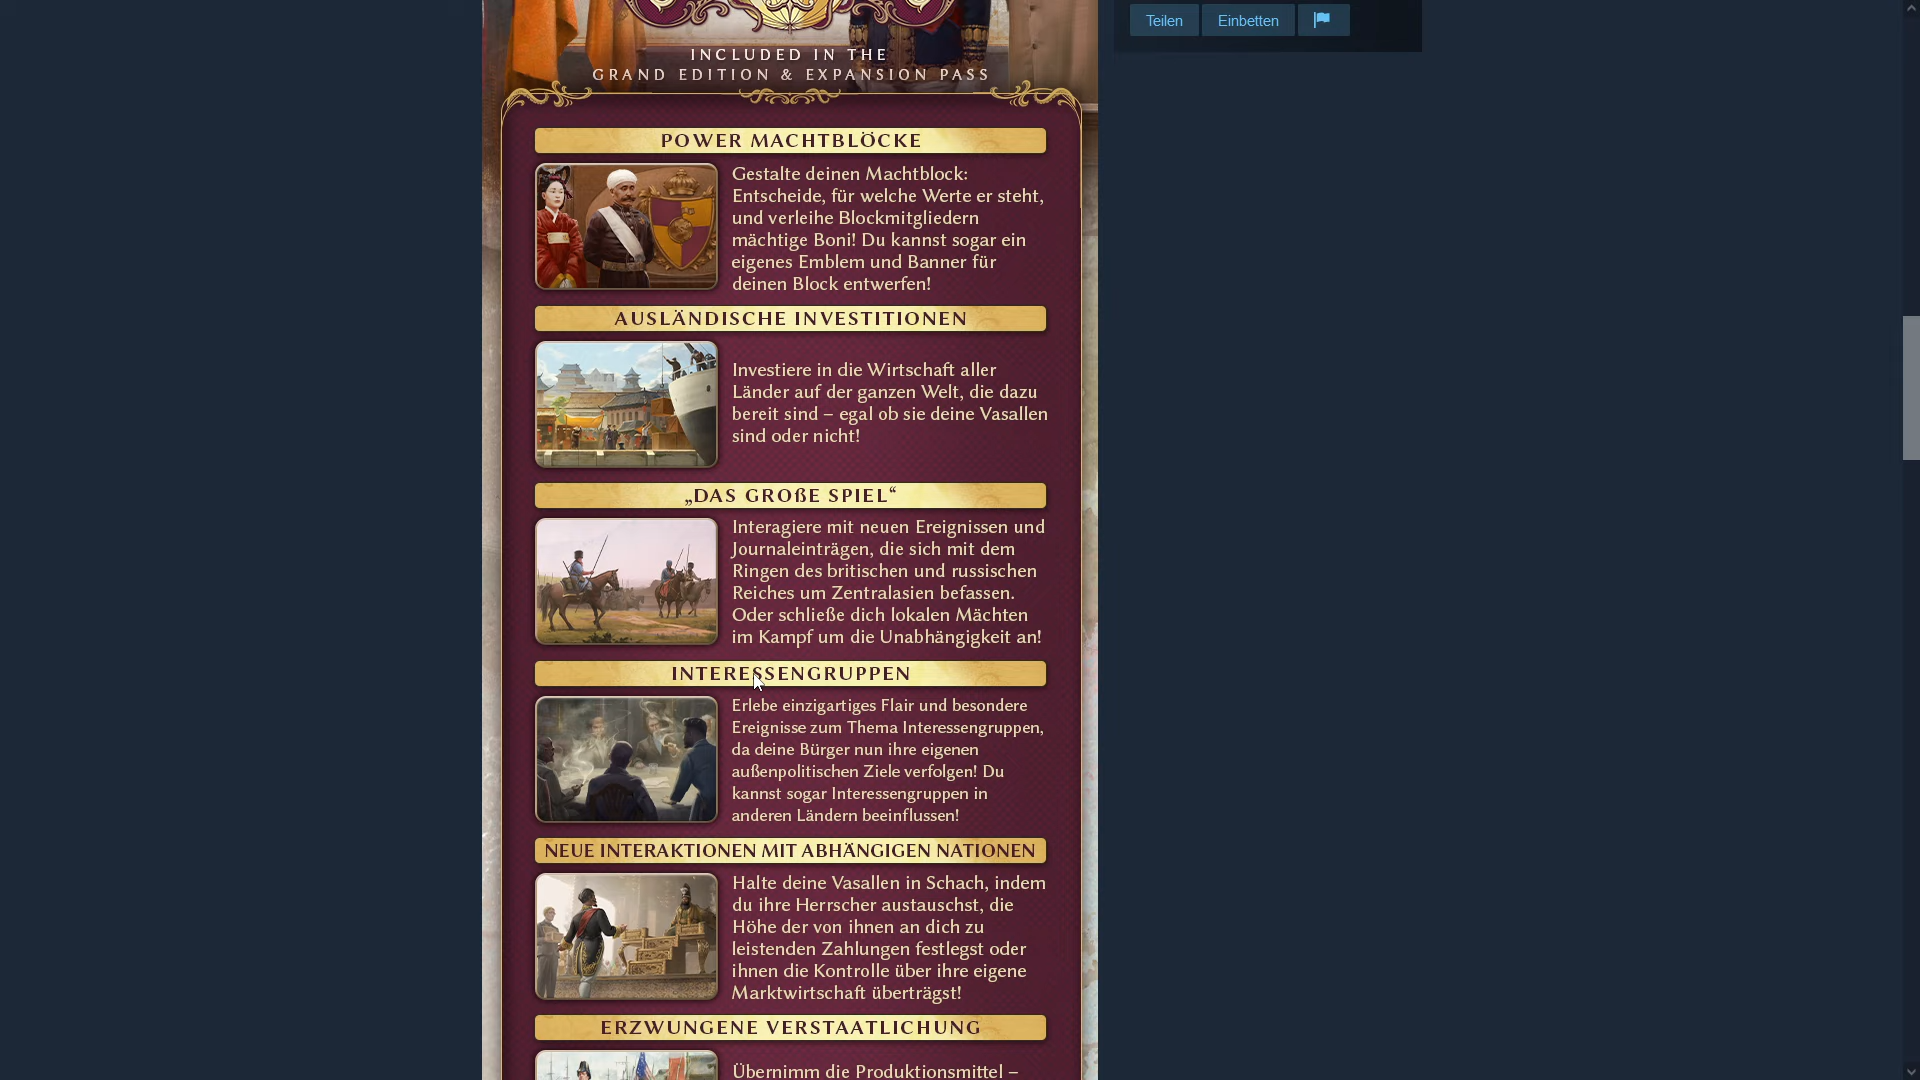 Teilen
Einbetten
INCLUDED IN THE
GRAND EDITION & EXPANSION PASS
POWER MACHTBLÖCKE
Gestalte deinen Machtblock:
Entscheide, für welche Werte er steht,
und verleihe Blockmitgliedern
mächtige Boni! Du kannst sogar ein
eigenes Emblem und Banner für
deinen Block entwerfen!
AUSLÄNDISCHE INVESTITIONEN
Investiere in die Wirtschaft aller
Länder auf der ganzen Welt, die dazu
bereit sind – egal ob sie deine Vasallen
sind oder nicht!
„DAS GROßE SPIEL“
Interagiere mit neuen Ereignissen und
Journaleinträgen, die sich mit dem
Ringen des britischen und russischen
Reiches um Zentralasien befassen.
Oder schließe dich lokalen Mächten
im Kampf um die Unabhängigkeit an!
INTERESSENGRUPPEN
Erlebe einzigartiges Flair und besondere
Ereignisse zum Thema Interessengruppen,
da deine Bürger nun ihre eigenen
außenpolitischen Ziele verfolgen! Du
kannst sogar Interessengruppen in
anderen Ländern beeinflussen!
NEUE INTERAKTIONEN MIT ABHÄNGIGEN NATIONEN
Halte deine Vasallen in Schach, indem
du ihre Herrscher austauschst, die
Höhe der von ihnen an dich zu
leistenden Zahlungen festlegst oder
ihnen die Kontrolle über ihre eigene
Marktwirtschaft überträgst!
ERZWUNGENE VERSTAATLICHUNG
Übernimm die Produktionsmittel –